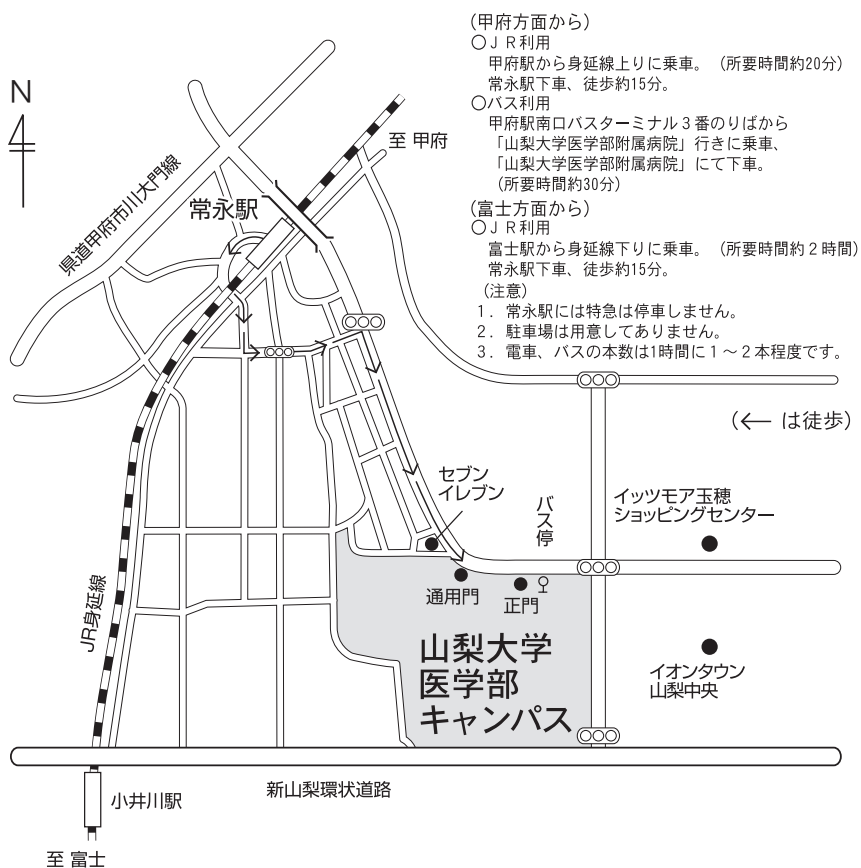 (甲府方面から)
○ＪＲ利用
甲府駅から身延線上りに乗車。（所要時間約20分）
常永駅下車、徒歩約15分。
○バス利用
甲府駅南口バスターミナル３番のりばから
「山梨大学医学部附属病院」行きに乗車、
「山梨大学医学部附属病院」にて下車。
（所要時間約30分）
(富士方面から)
○ＪＲ利用
富士駅から身延線下りに乗車。（所要時間約２時間）
常永駅下車、徒歩約15分。
（注意）
１．常永駅には特急は停車しません。
２．駐車場は用意してありません。
３．電車、バスの本数は1時間に１～２本程度です。
N
至 甲府
県道甲府市川大門線
常永駅
(← は徒歩)
セブン
イレブン
バス停
イッツモア玉穂
ショッピングセンター
通用門
正門
JR身延線
山梨大学
医学部
キャンパス
イオンタウン
山梨中央
新山梨環状道路
小井川駅
至 富士